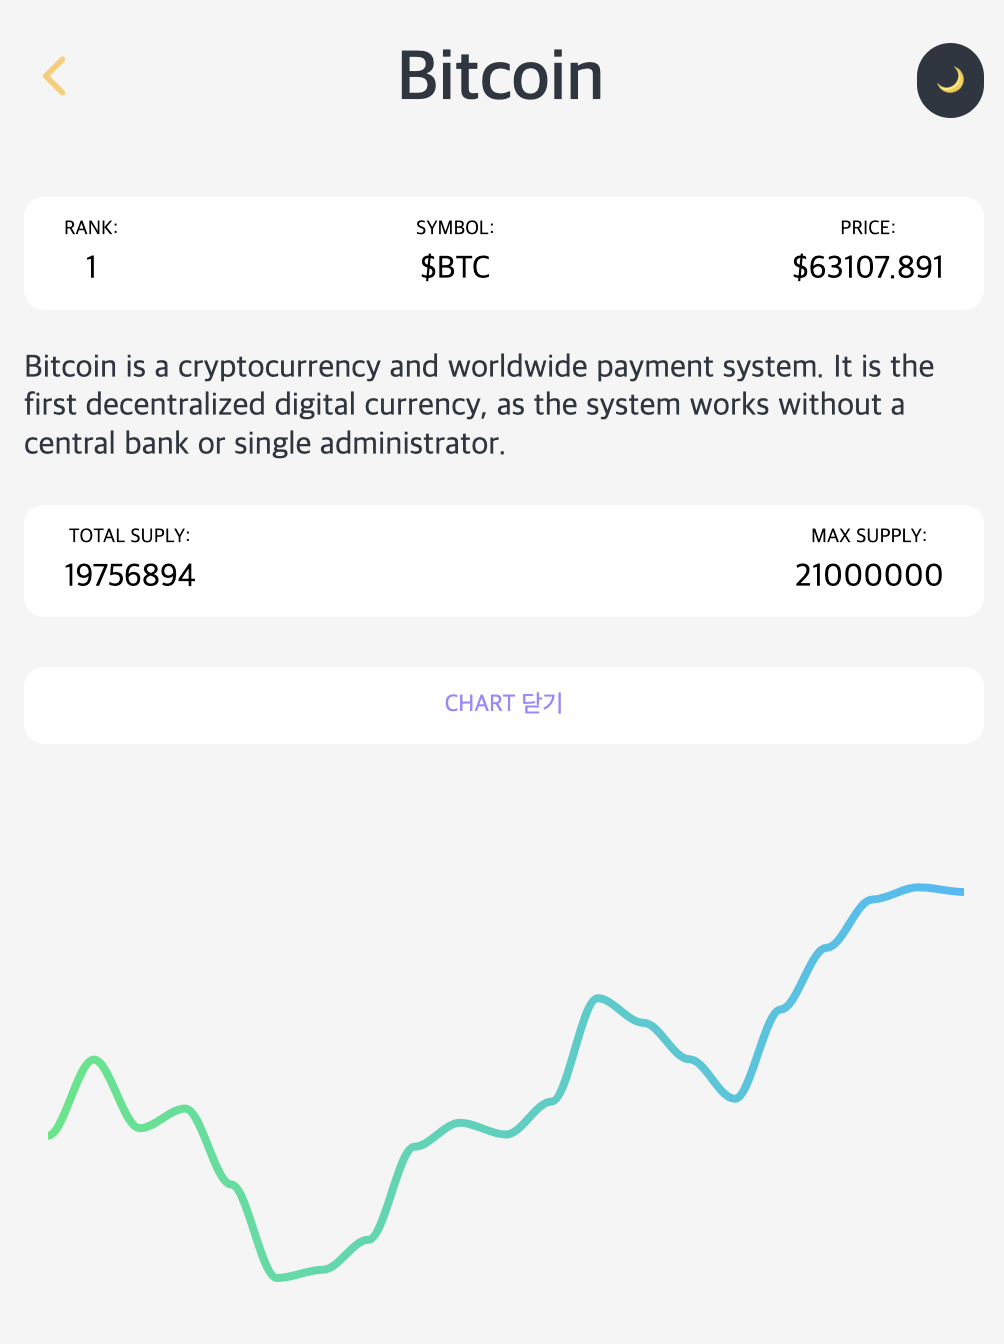 Bitcoin
RANK:
1
SYMBOL:
$BTC
PRICE:
$63107.891
Bitcoin is a cryptocurrency and worldwide payment system. It is the
first decentralized digital currency, as the system works without a
central bank or single administrator.
TOTAL SUPLY:
19756894
MAX SUPPLY:
21000000
CHART 닫기